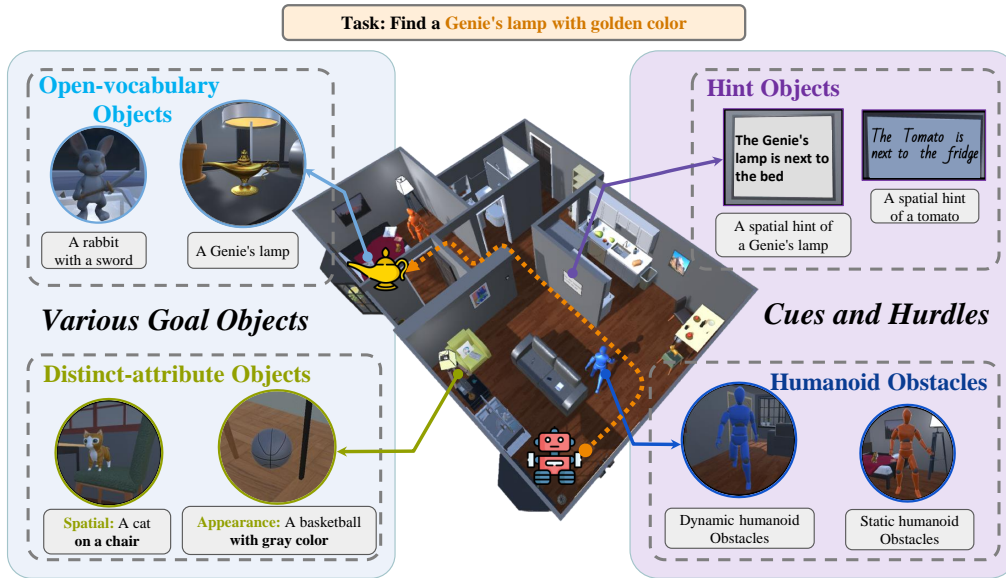 Task: Find a Genie's lamp with golden color
Open-vocabulary
Objects
A rabbit
with a sword
A Genie's lamp
Various Goal Objects
Distinct-attribute Objects
Spatial: A cat
on a chair
Appearance: A basketball
with gray color
Hint Objects
The Genie's
lamp is next to
the bed
A spatial hint of
a Genie's lamp
The Tomato is
next to the fridge
A spatial hint
of a tomato
Cues and Hurdles
Humanoid Obstacles
Dynamic humanoid
Obstacles
Static humanoid
Obstacles